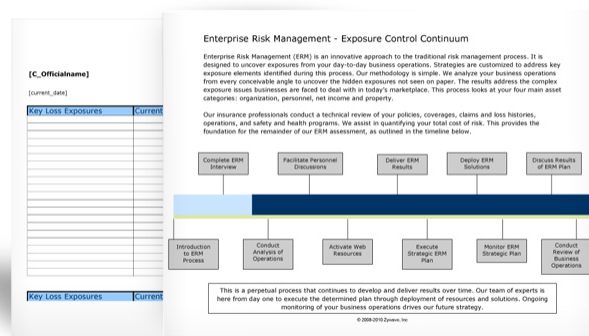 [C_Officialname]
[current_date]
Key Loss Exposures Current
Key Loss Exposures Current
Enterprise Risk Management - Exposure Control Continuum
Enterprise Risk Management (ERM) is an innovative approach to the traditional risk management process. It is
designed to uncover exposures from your day-to-day business operations. Strategies are customized to address key
exposure elements identified during this process. Our methodology is simple. We analyze your business operations
from every conceivable angle to uncover the hidden exposures not seen on paper. The results address the complex
exposure issues businesses are faced to deal with in today's marketplace. This process looks at your four main asset
categories: organization, personnel, net income and property.
Our insurance professionals conduct a technical review of your policies, coverages, claims and loss histories,
operations, and safety and health programs. We assist in quantifying your total cost of risk. This provides the
foundation for the remainder of our ERM assessment, as outlined in the timeline below.
Complete ERM
Interview
Facilitate Personnel
Discussions
Deliver ERM
Results
Deploy ERM
Solutions
Discuss Results
of ERM Plan
Introduction
to ERM
Process
Conduct
Analysis of
Operations
Activate Web
Resources
Execute
Strategic ERM
Plan
Monitor ERM
Strategic Plan
Conduct
Review of
Business
Operations
This is a perpetual process that continues to develop and deliver results over time. Our team of experts is
here from day one to execute the determined plan through deployment of resources and solutions. Ongoing
monitoring of your business operations drives our future strategy.
© 2008-2010 Zywave, Inc